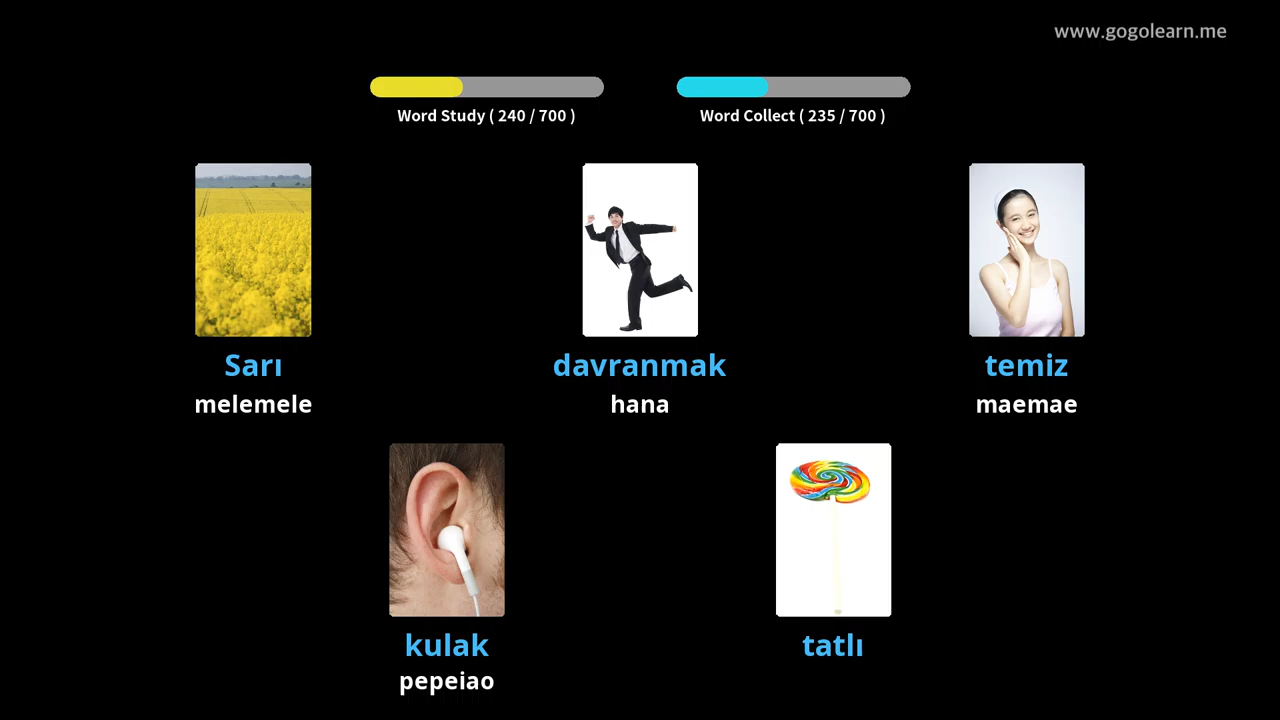 www.gogolearn.me
Word Study ( 240 / 700 )
Word Collect ( 235 / 700 )
Sarı
melemele
davranmak
hana
temiz
maemae
kulak
pepeiao
tatlı